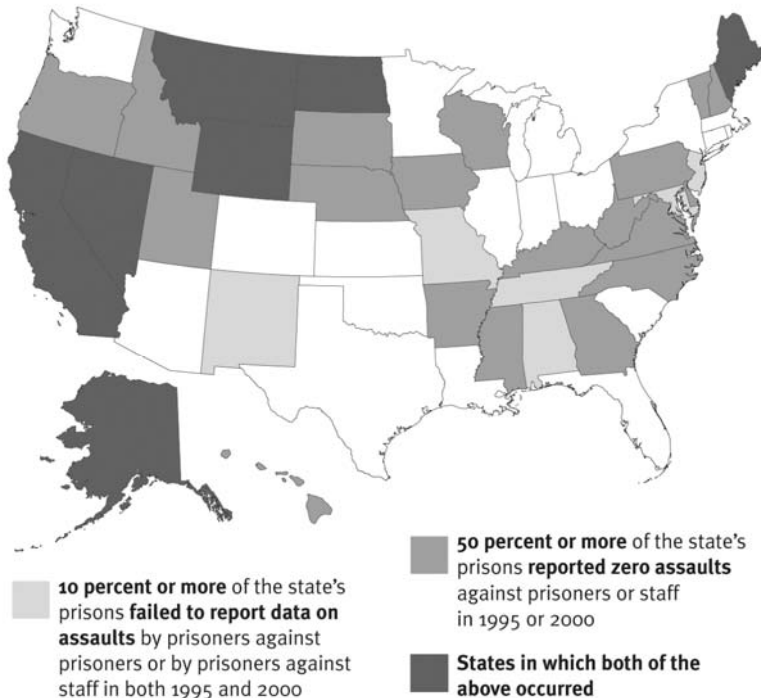 10 percent or more of the state's
prisons failed to report data on
assaults by prisoners against
prisoners or by prisoners against
staff in both 1995 and 2000
50 percent or more of the state's
prisons reported zero assaults
against prisoners or staff
in 1995 or 2000
States in which both of the
above occurred